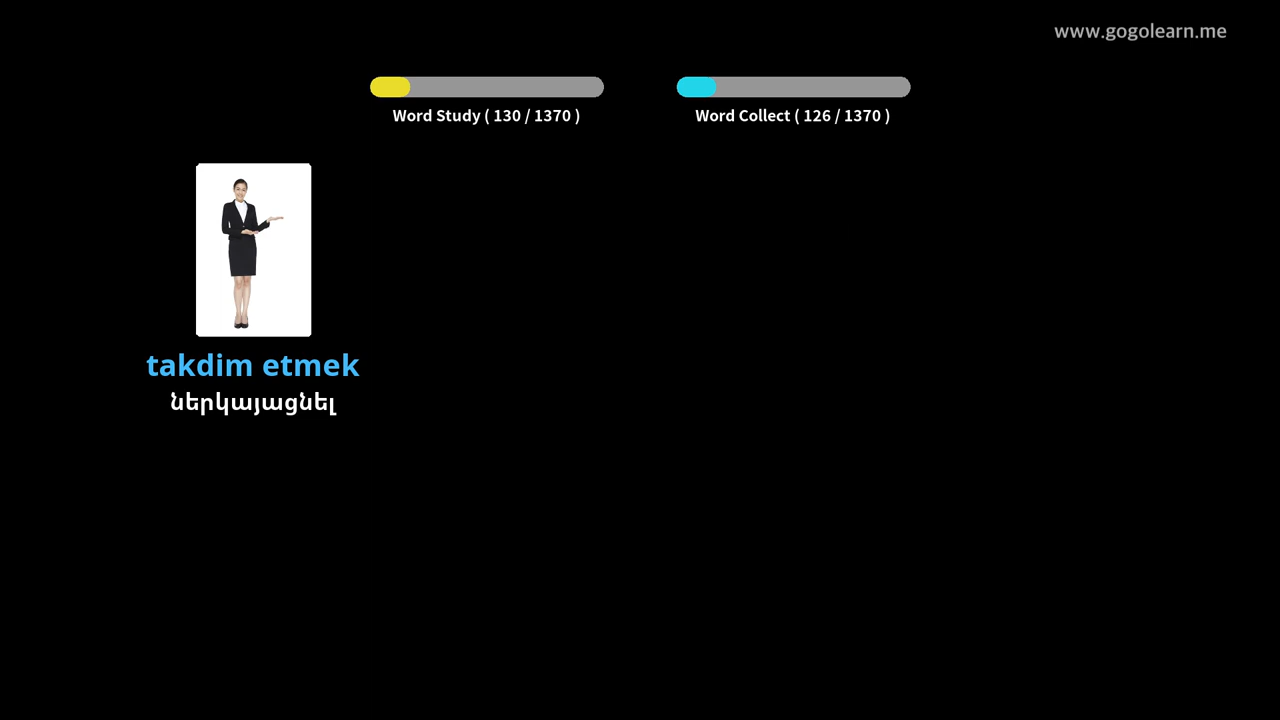 www.gogolearn.me
Word Study ( 130 / 1370 )
Word Collect ( 126 / 1370 )
takdim etmek
ներկայացնել